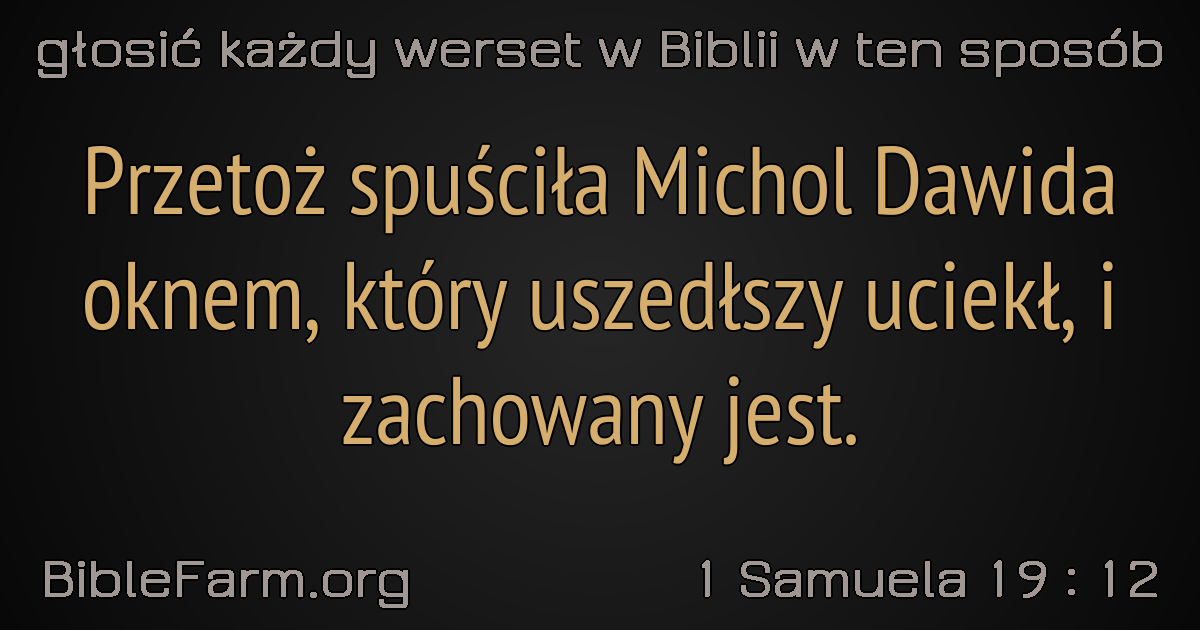 głosić każdy werset w Biblii w ten sposób
Przetoż spuściła Michol Dawida
oknem, który uszedłszy uciekł, i
zachowany jest.
BibleFarm.org
1 Samuela 19 : 12